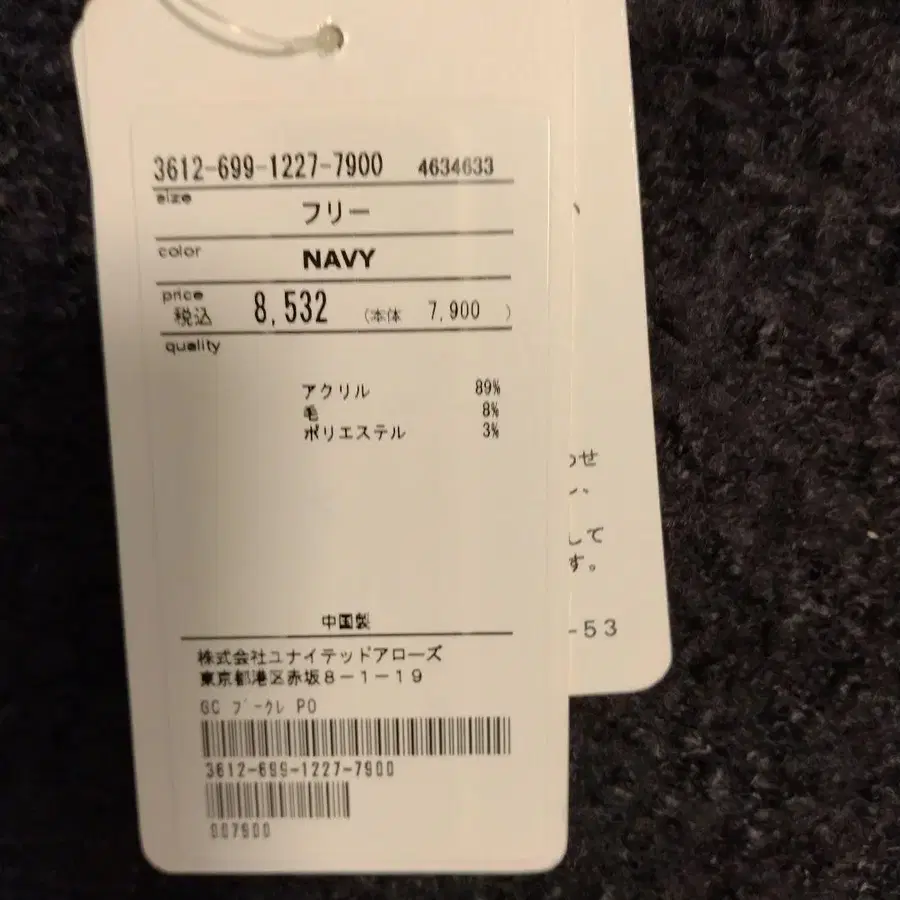 3612-699-1227-7900 4634633
size
フリー
color
NAVY
price
税込 8,532 (本体 7,900 )
quality
アクリル 89%
毛 8%
ポリエステル 3%
中国製
株式会社ユナイテッドアローズ
東京都港区赤坂8-1-19
GC ブークレ PO
3612-699-1227-7900
007900
せ
して
す。
-53